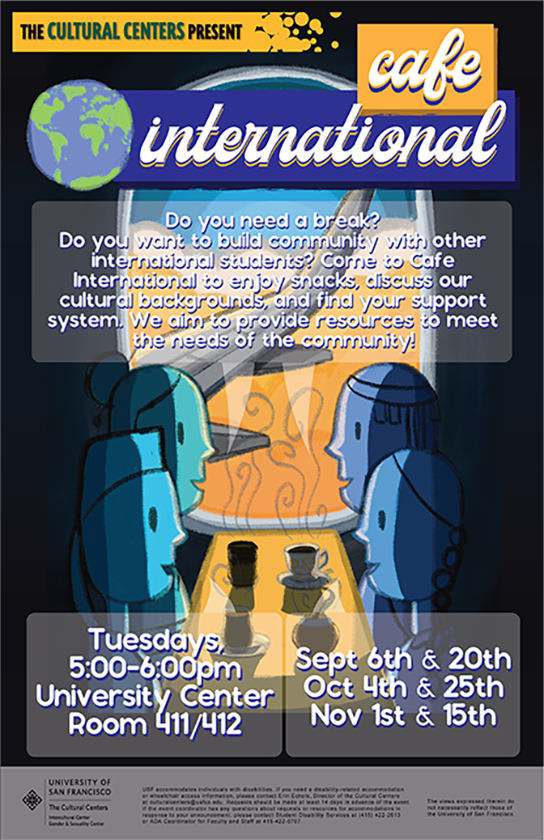 THE CULTURAL CENTERS PRESENT
cafe
international
Do you need a break?
Do you want to build community with other
international students? Come to Cafe
International to enjoy snacks, discuss our
cultural backgrounds, and find your support
system. We aim to provide resources to meet
the needs of the community!
Tuesdays,
5:00-6:00pm
University Center
Room 411/412
Sept 6th & 20th
Oct 4th & 25th
Nov 1st & 15th
UNIVERSITY OF
SAN FRANCISCO
The Cultural Centers
Intercultural Center
Gender & Sexuality Center
USF accommodates individuals with disabilities. If you need a disability-related accommodation
or wheelchair access information, please contact Erin Echols, Director of the Cultural Centers
at culturalcenters@usfca.edu. Requests should be made at least 14 days in advance of the event.
If the event coordinator has any questions about requests or resources for accommodations in
response to your announcement, please contact Student Disability Services at (415) 422-2613
or ADA Coordinator for Faculty and Staff at 415-422-6707.
The views expressed therein do
not necessarily reflect those of
the University of San Francisco.